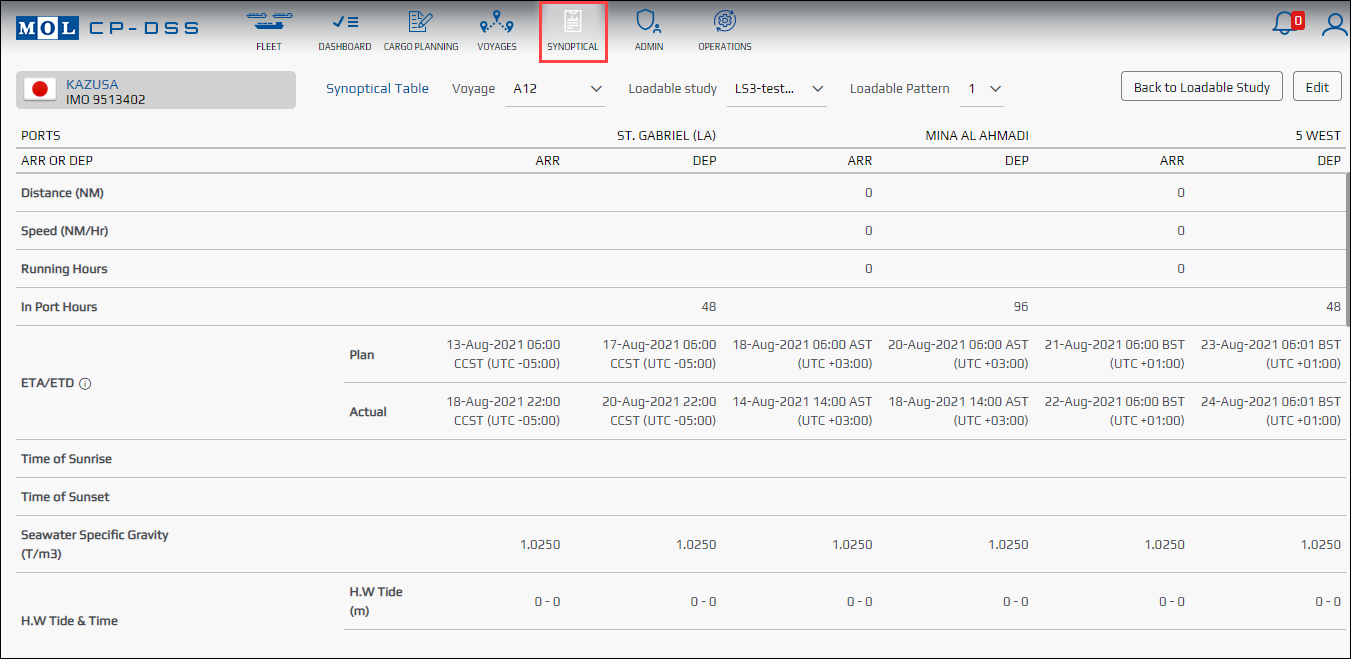 MOL CP-DSS
FLEET DASHBOARD CARGO PLANNING VOYAGES SYNOPTICAL ADMIN OPERATIONS 0
KAZUSA
IMO 9513402
Synoptical Table Voyage A12 Loadable study LS3-test... Loadable Pattern 1 Back to Loadable Study Edit
PORTS ST. GABRIEL (LA) MINA AL AHMADI 5 WEST
ARR OR DEP ARR DEP ARR DEP ARR DEP
Distance (NM) 0 0
Speed (NM/Hr) 0 0
Running Hours 0 0
In Port Hours 48 96 48
ETA/ETD
Plan
13-Aug-2021 06:00 17-Aug-2021 06:00 18-Aug-2021 06:00 AST 20-Aug-2021 06:00 AST 21-Aug-2021 06:00 BST 23-Aug-2021 06:01 BST
CCST (UTC -05:00) CCST (UTC -05:00) (UTC +03:00) (UTC +03:00) (UTC +01:00) (UTC +01:00)
Actual
18-Aug-2021 22:00 20-Aug-2021 22:00 14-Aug-2021 14:00 AST 18-Aug-2021 14:00 AST 22-Aug-2021 06:00 BST 24-Aug-2021 06:01 BST
CCST (UTC -05:00) CCST (UTC -05:00) (UTC +03:00) (UTC +03:00) (UTC +01:00) (UTC +01:00)
Time of Sunrise
Time of Sunset
Seawater Specific Gravity
(T/m3) 1.0250 1.0250 1.0250 1.0250 1.0250 1.0250
H.W Tide & Time
H.W Tide
(m) 0 - 0 0 - 0 0 - 0 0 - 0 0 - 0 0 - 0